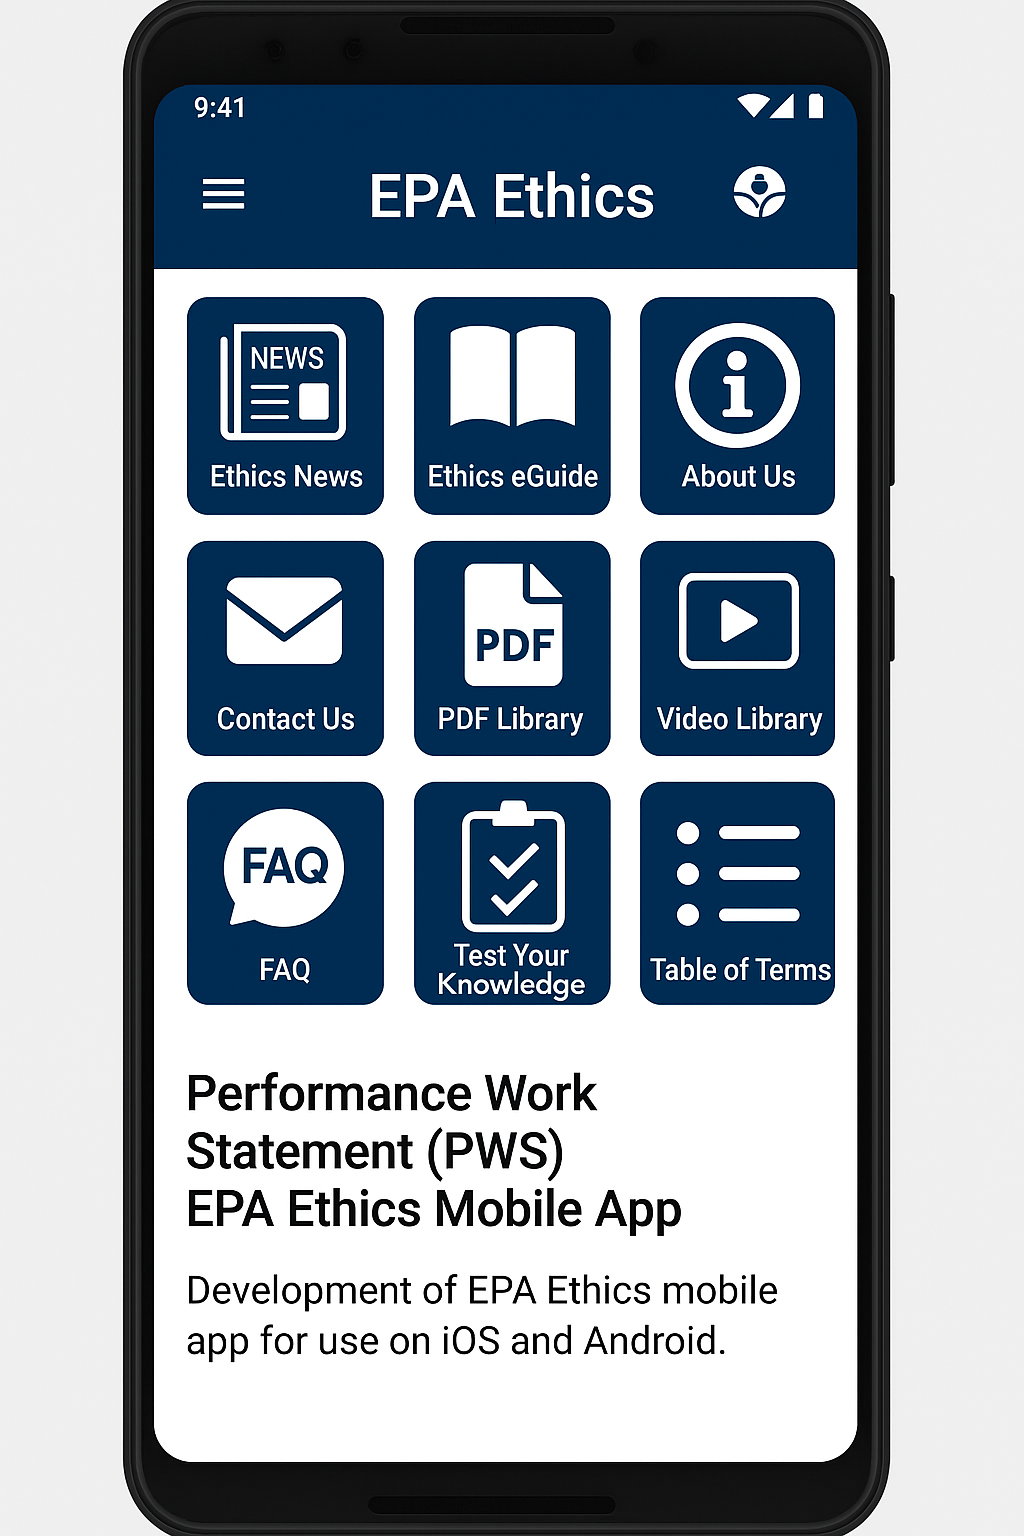 9:41
EPA Ethics
NEWS
Ethics News
Ethics eGuide
About Us
Contact Us
PDF
PDF Library
Video Library
FAQ
FAQ
Test Your
Knowledge
Table of Terms
Performance Work
Statement (PWS)
EPA Ethics Mobile App
Development of EPA Ethics mobile
app for use on iOS and Android.